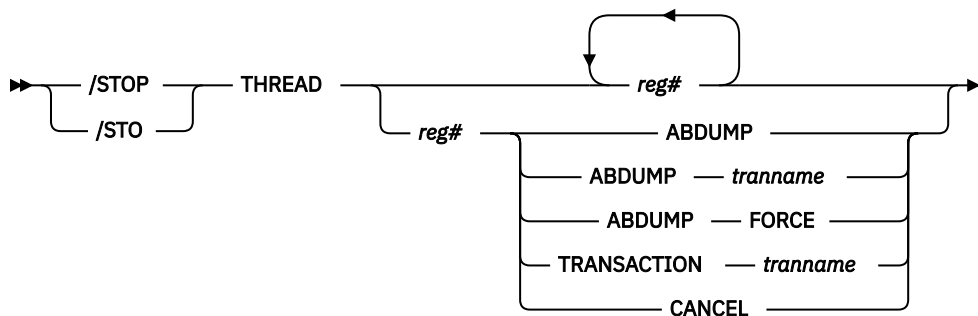 /STOP THREAD reg#
/STO reg# ABDUMP
ABDUMP tranname
ABDUMP FORCE
TRANSACTION tranname
CANCEL